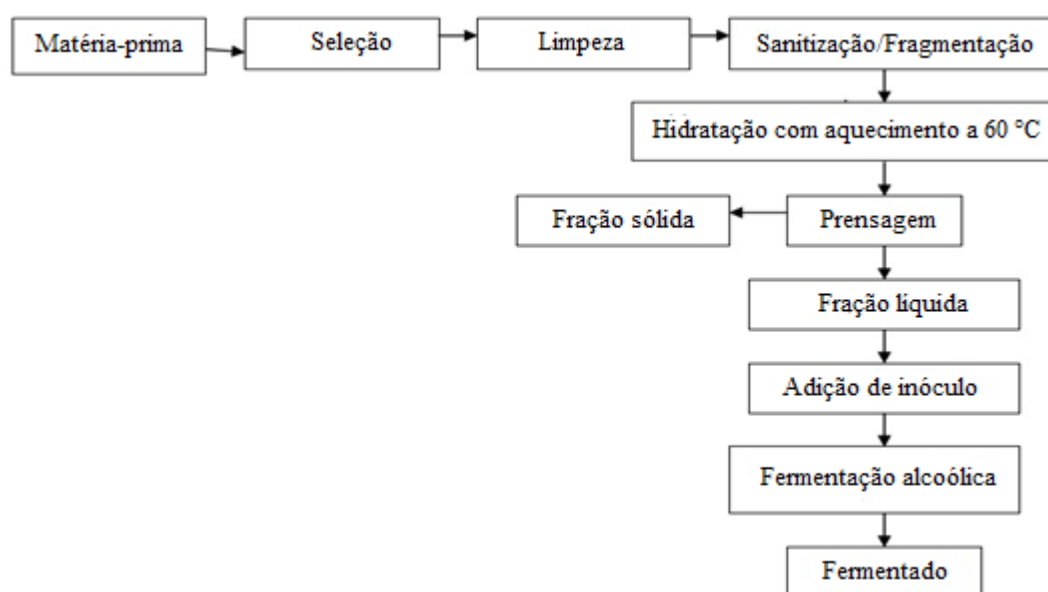 Matéria-prima
Seleção
Limpeza
Sanitização/Fragmentação
Hidratação com aquecimento a 60 °C
Fração sólida
Prensagem
Fração líquida
Adição de inóculo
Fermentação alcoólica
Fermentado